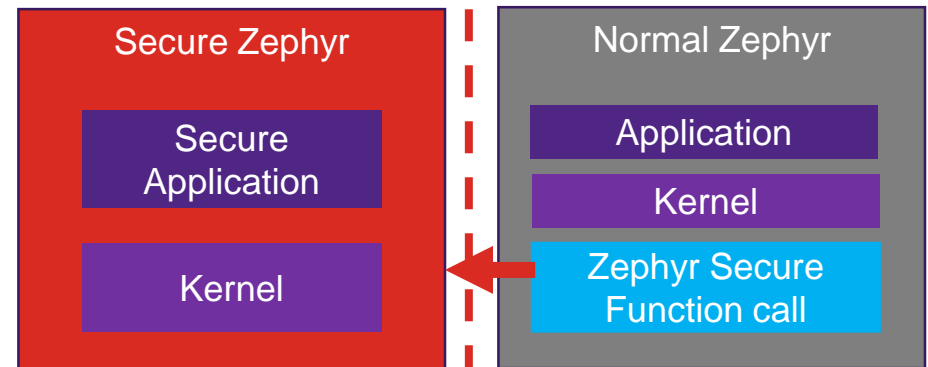 Secure Zephyr
Secure
Application
Kernel
Normal Zephyr
Application
Kernel
Zephyr Secure
Function call